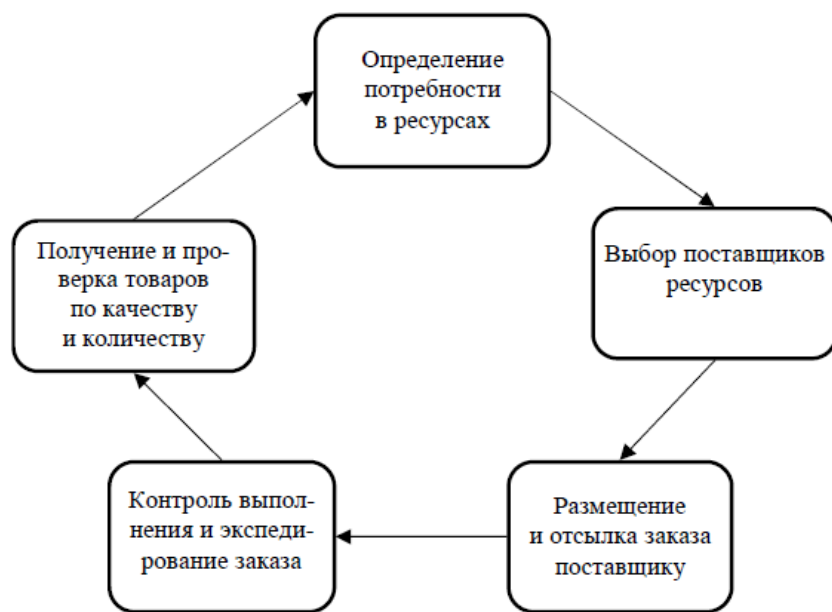 Определение
потребности
в ресурсах
Выбор поставщиков
ресурсов
Размещение
и отсылка заказа
поставщику
Контроль выпол-
нения и экспеди-
рование заказа
Получение и про-
верка товаров
по качеству
и количеству